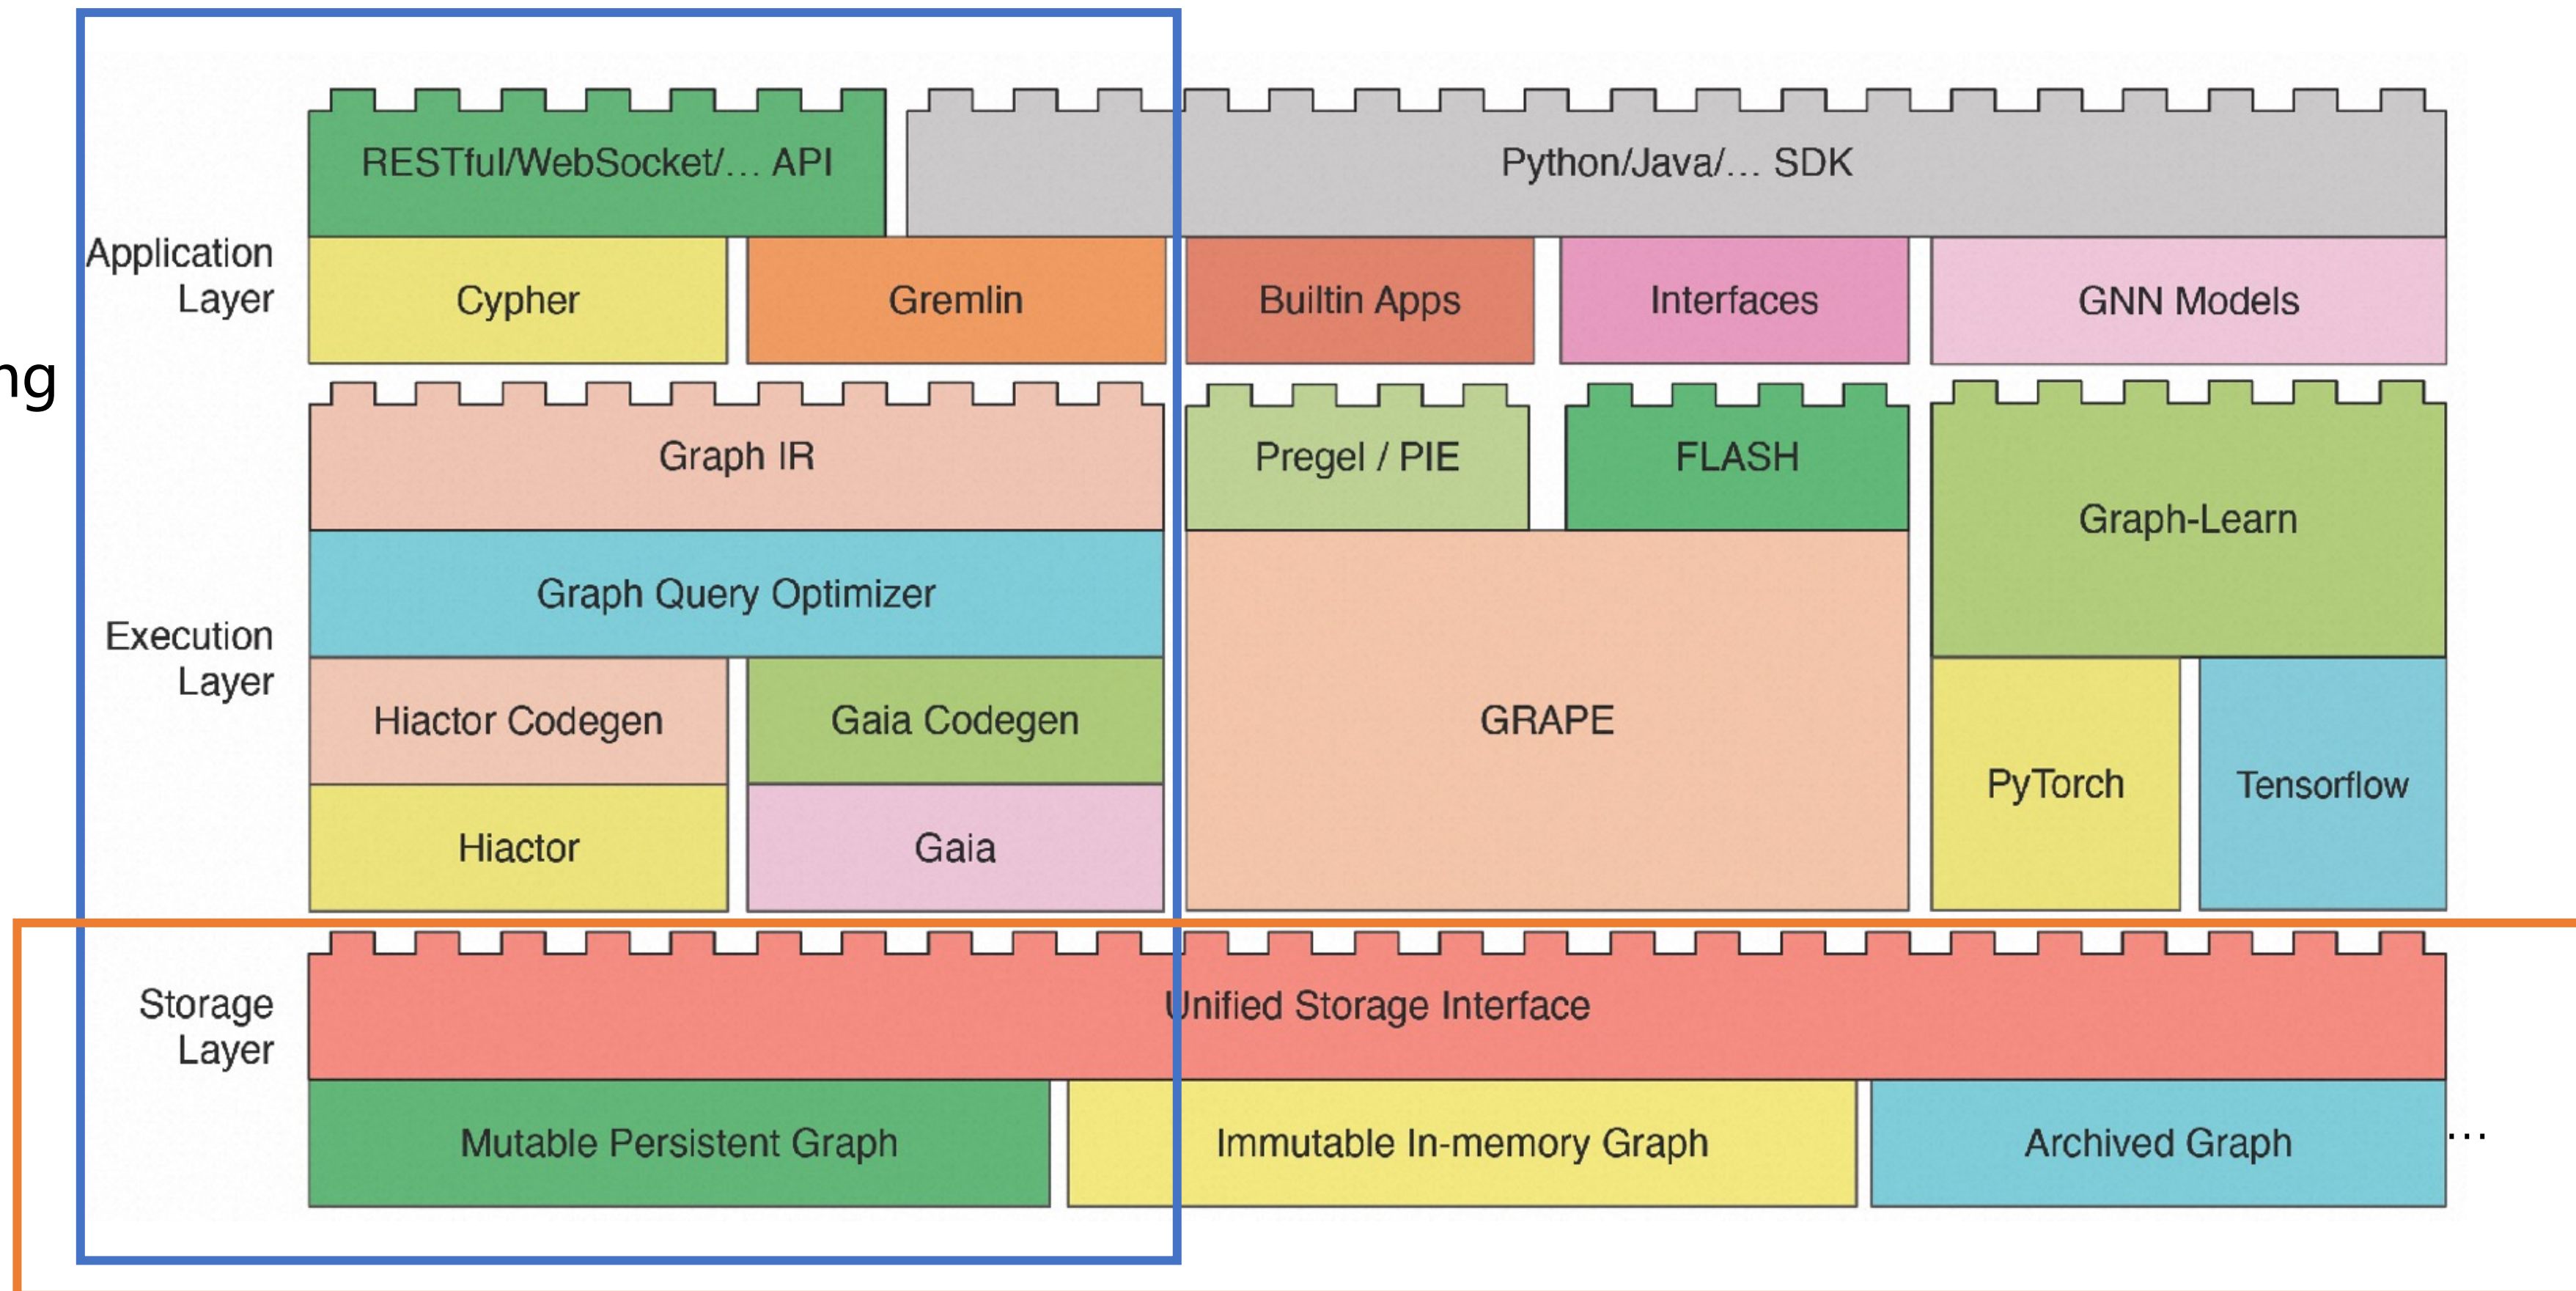 RESTful/WebSocket/... API
Python/Java/... SDK
Application
Layer
Cypher
Gremlin
Builtin Apps
Interfaces
GNN Models
ng
Graph IR
Pregel / PIE
FLASH
Graph-Learn
Graph Query Optimizer
Execution
Layer
Hiactor Codegen
Gaia Codegen
GRAPE
PyTorch
Tensorflow
Hiactor
Gaia
Storage
Layer
Unified Storage Interface
Mutable Persistent Graph
Immutable In-memory Graph
Archived Graph
...